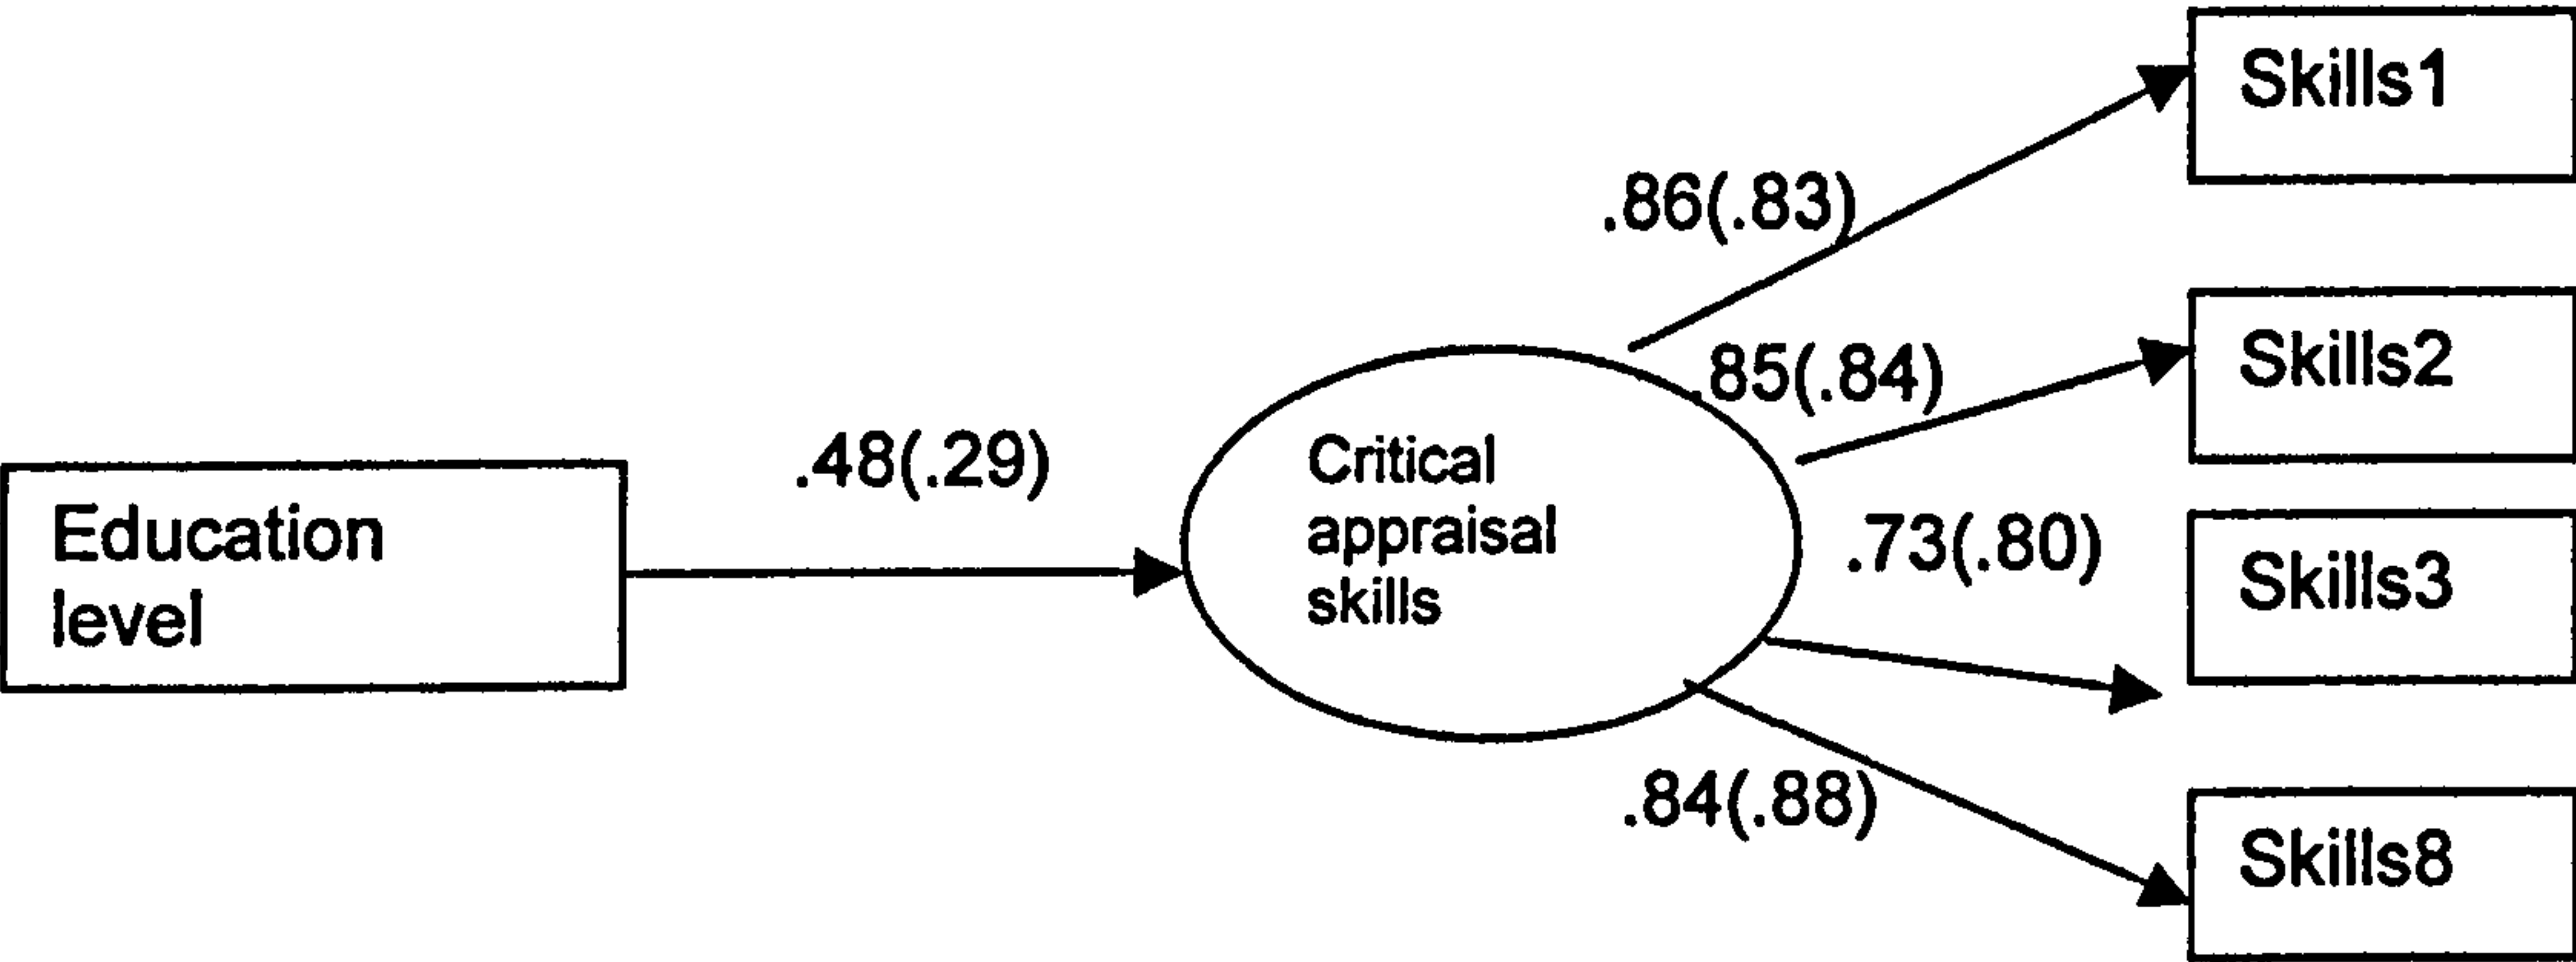 Skills1
.86(.83)
Skills2
.85(.84)
.48(.29)
Critical
appraisal
skills
Education
level
.73(.80)
Skills3
.84(.88)
Skills8